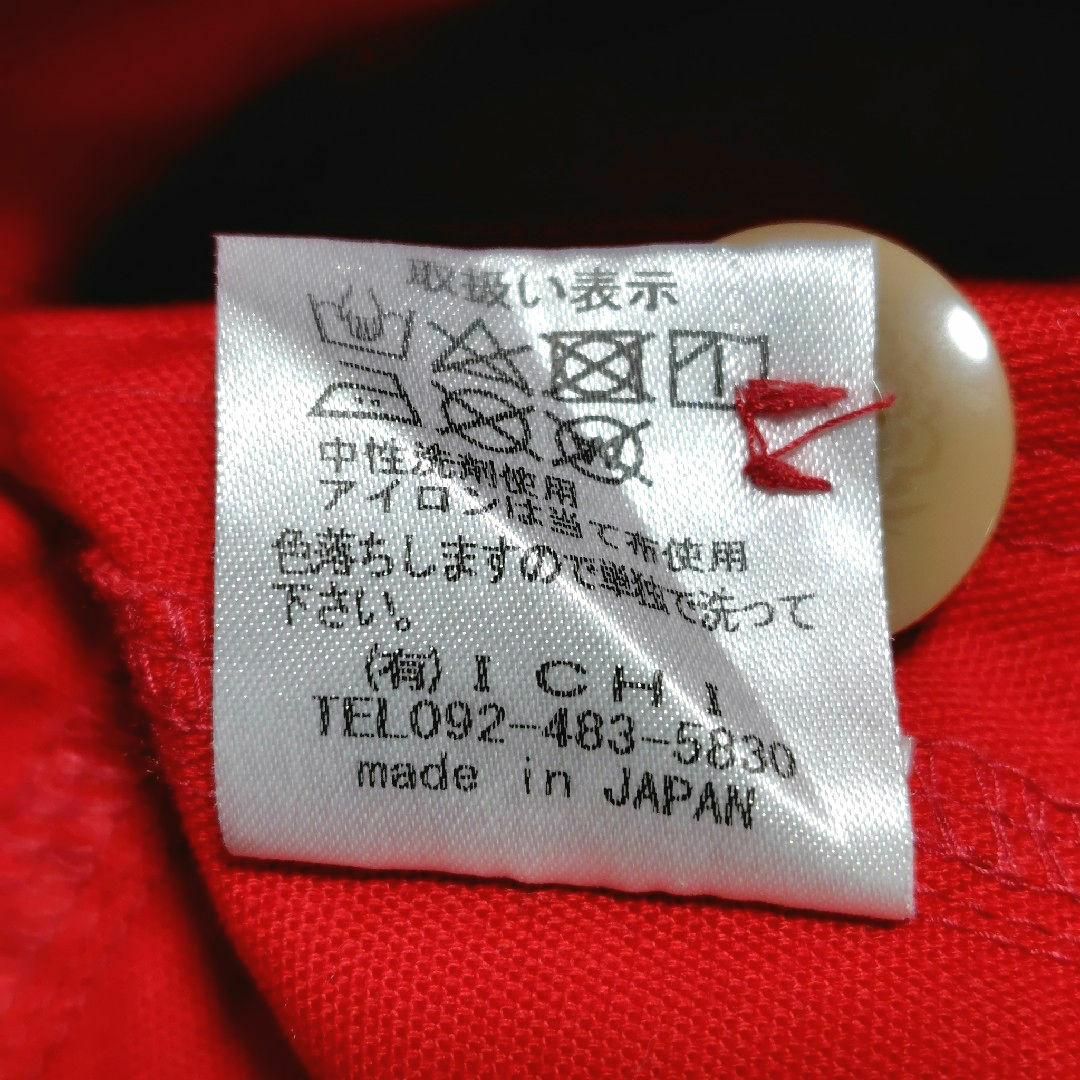 取扱い表示
中性洗剤使用
アイロンは当て布使用
色落ちしますので単独で洗って
下さい。
(有)ICHI
TEL092-483-5830
made in JAPAN